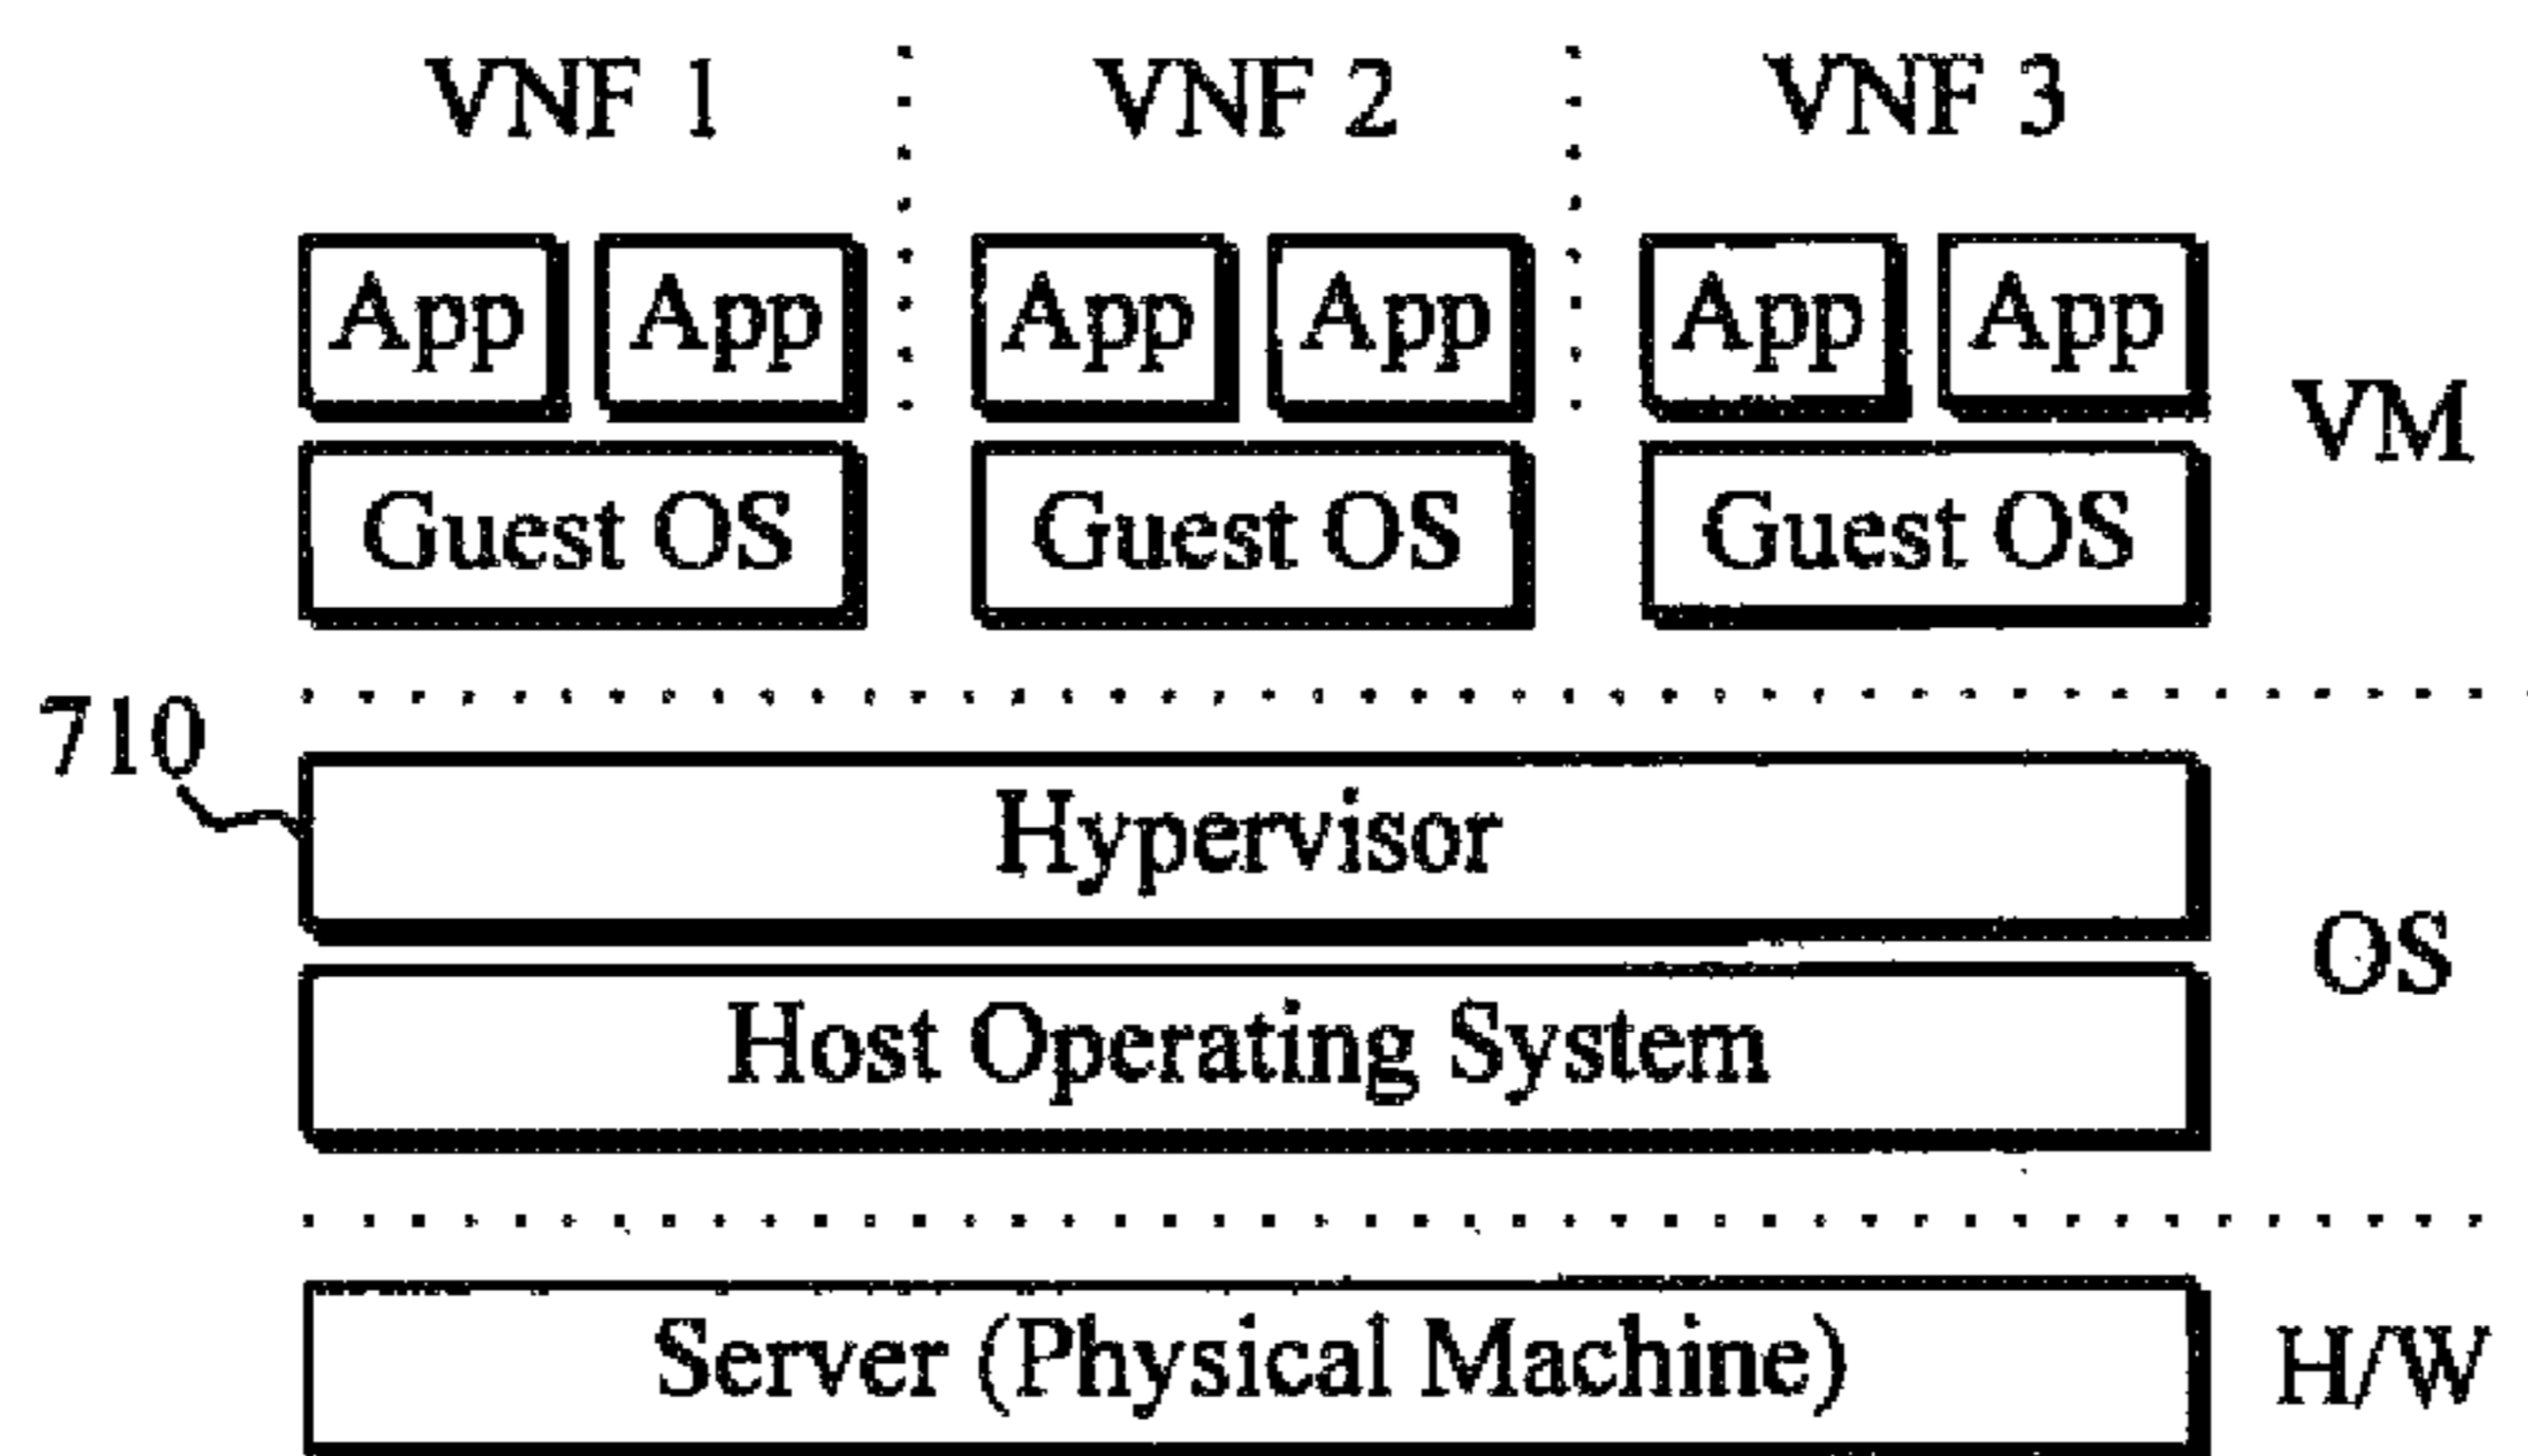 VNF 1 VNF 2 VNF 3
App App App App App App
VM
Guest OS Guest OS Guest OS
710
Hypervisor
OS
Host Operating System
Server (Physical Machine) H/W